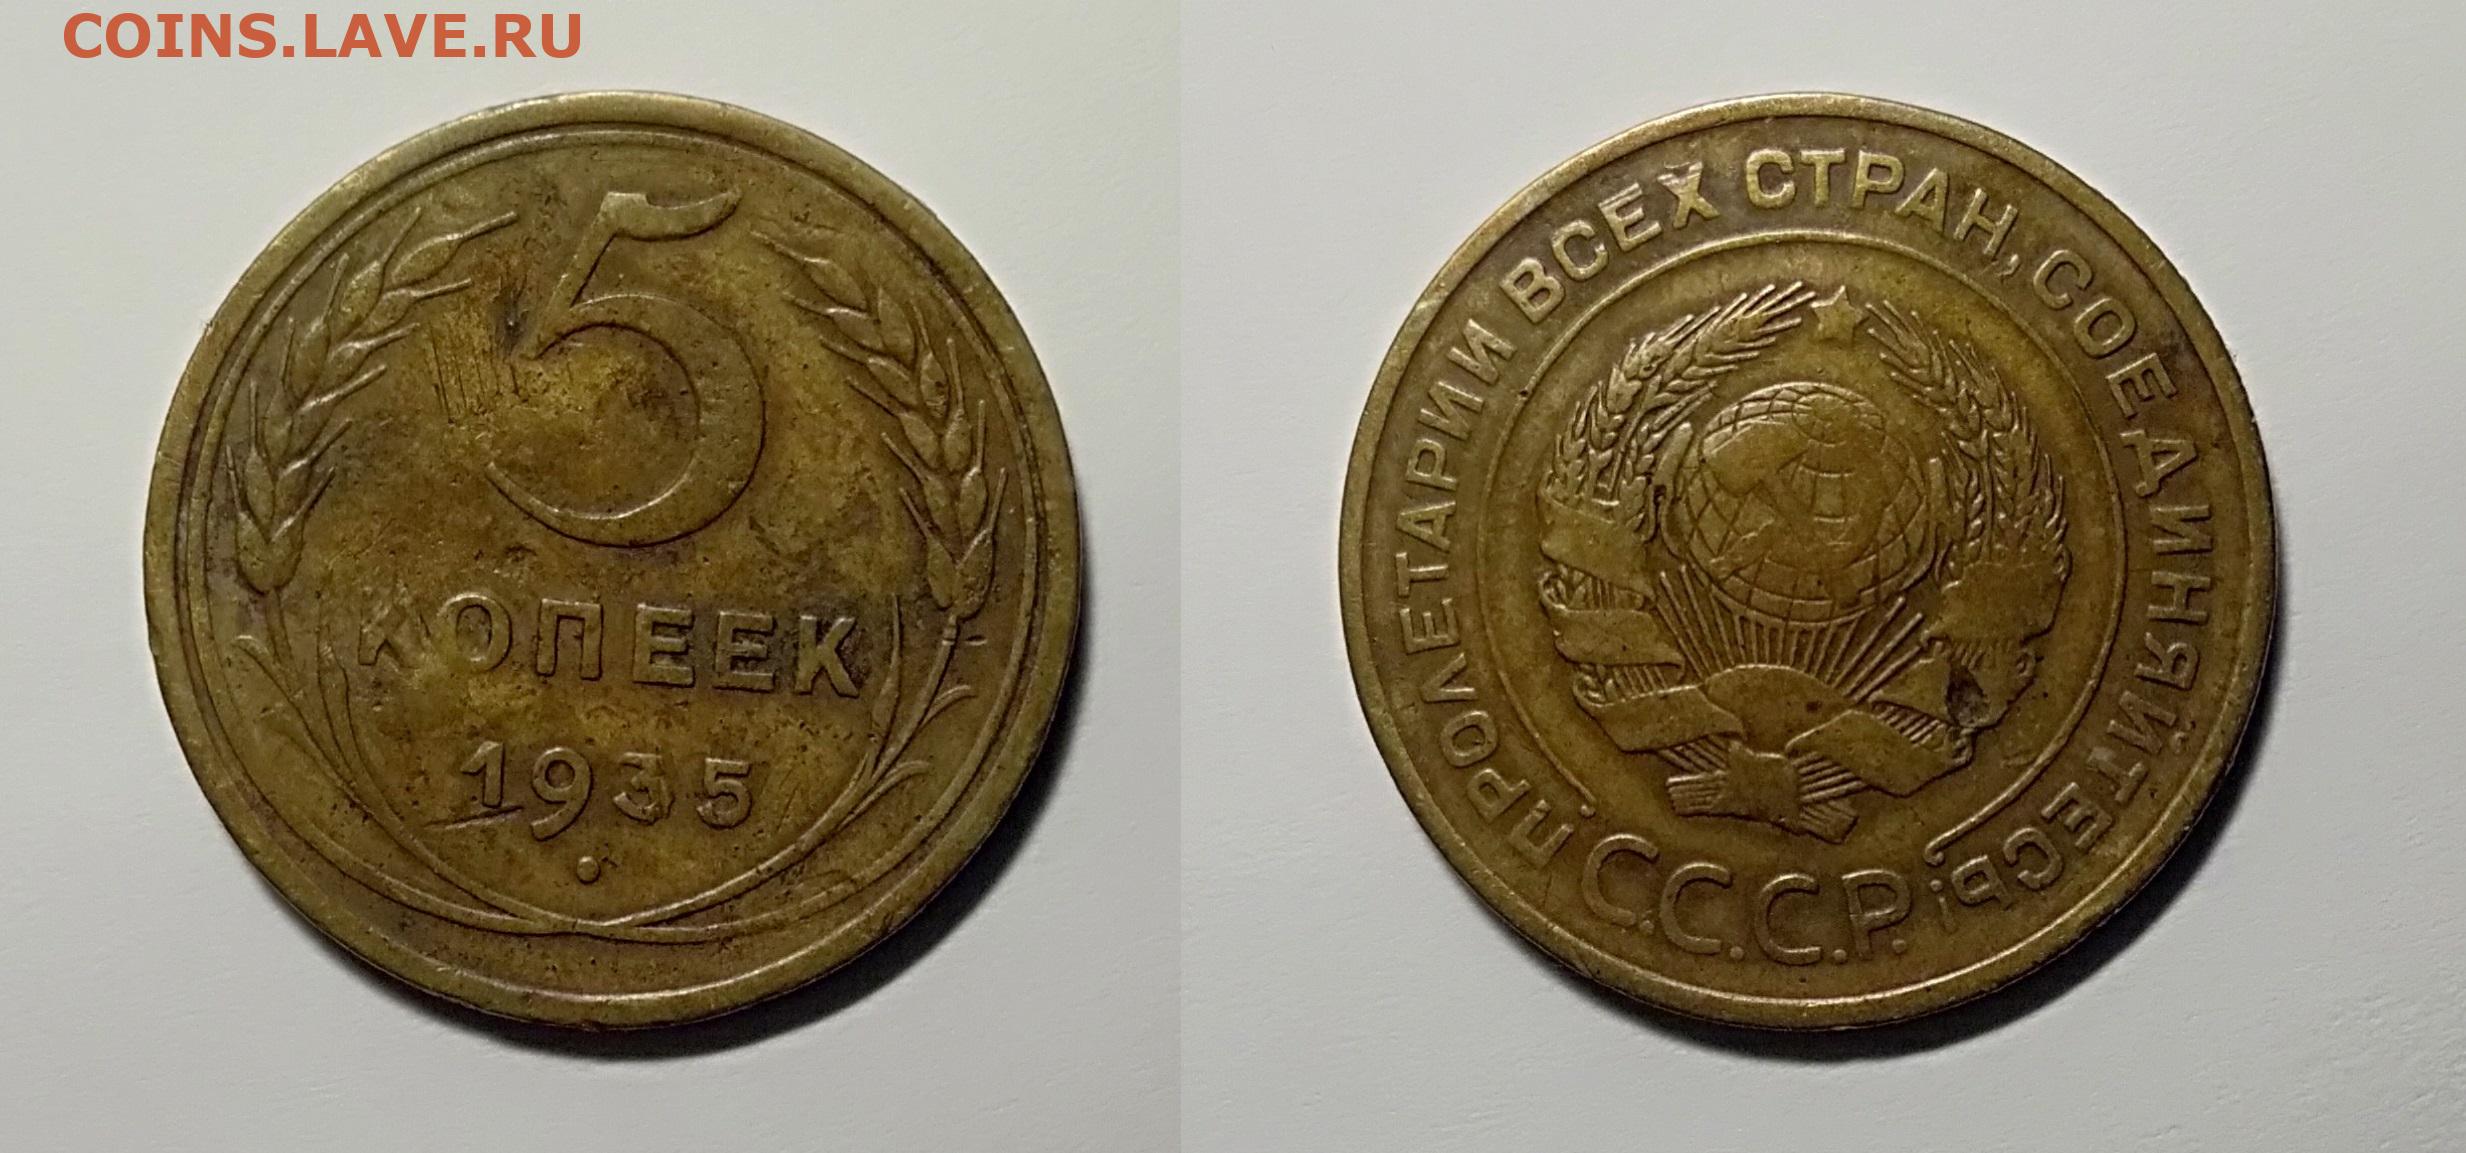 COINS.LAVE.RU
5
КОПЕЕК
1935
ПРОЛЕТАРИИ ВСЕХ СТРАН, СОЕДИНЯЙТЕСЬ!
С.С.С.Р.